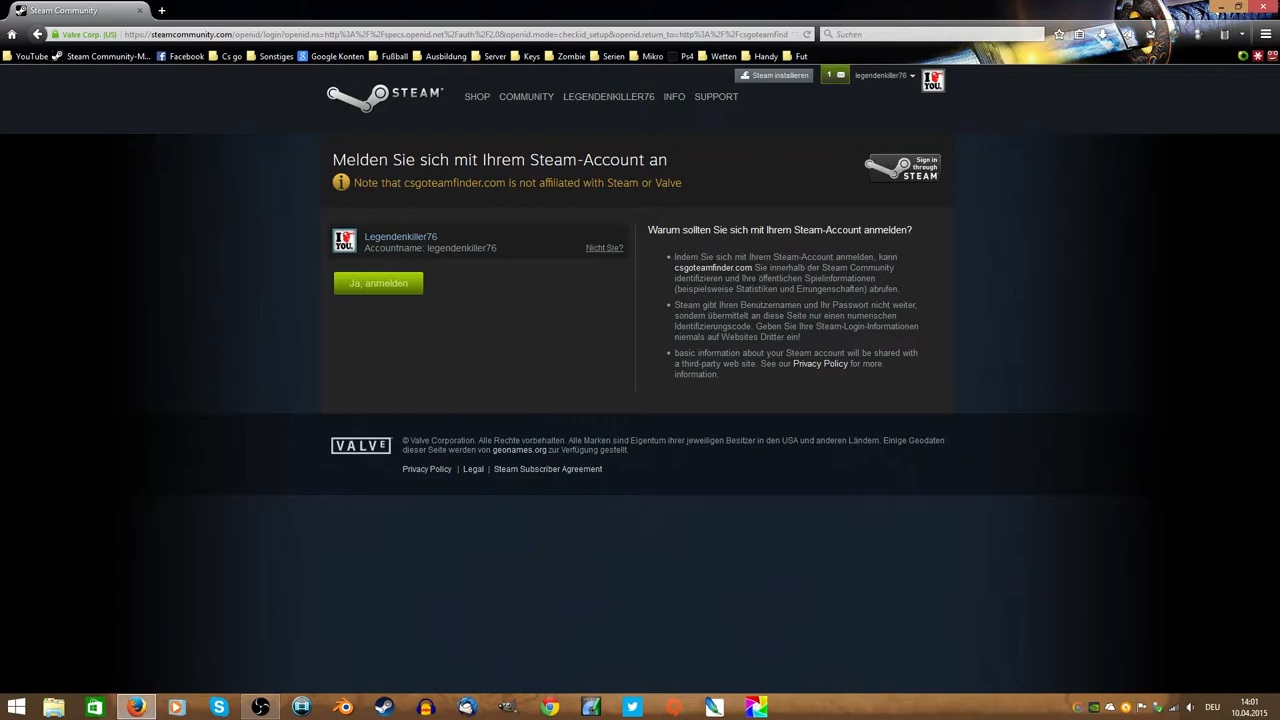 Steam Community
Valve Corp. (US)
https://steamcommunity.com/openid/login?openid.ns=http%3A%2F%2Fspecs.openid.net%2Fauth%2F2.0&openid.mode=checkid_setup&openid.return_to=http%3A%2F%2Fcsgoteamfind
Suchen
YouTube Steam Community-M... Facebook Cs go Sonstiges Google Konten Fußball Ausbildung Server Keys Zombie Serien Mikro Ps4 Wetten Handy Fut
Steam installieren 1 legendenkiller76
I YOU.
STEAM SHOP COMMUNITY LEGENDENKILLER76 INFO SUPPORT
Melden Sie sich mit Ihrem Steam-Account an
Note that csgoteamfinder.com is not affiliated with Steam or Valve
Sign in
through
STEAM
I YOU.
Legendenkiller76
Accountname: legendenkiller76
Nicht Sie?
Ja, anmelden
Warum sollten Sie sich mit Ihrem Steam-Account anmelden?
Indem Sie sich mit Ihrem Steam-Account anmelden, kann
csgoteamfinder.com Sie innerhalb der Steam Community
identifizieren und Ihre öffentlichen Spielinformationen
(beispielsweise Statistiken und Errungenschaften) abrufen.
Steam gibt Ihren Benutzernamen und Ihr Passwort nicht weiter,
sondern übermittelt an diese Seite nur einen numerischen
Identifizierungscode. Geben Sie Ihre Steam-Login-Informationen
niemals auf Websites Dritter ein!
basic information about your Steam account will be shared with
a third-party web site. See our Privacy Policy for more
information.
VALVE
© Valve Corporation. Alle Rechte vorbehalten. Alle Marken sind Eigentum ihrer jeweiligen Besitzer in den USA und anderen Ländern. Einige Geodaten
dieser Seite werden von geonames.org zur Verfügung gestellt.
Privacy Policy | Legal | Steam Subscriber Agreement
DEU
14:01
10.04.2015